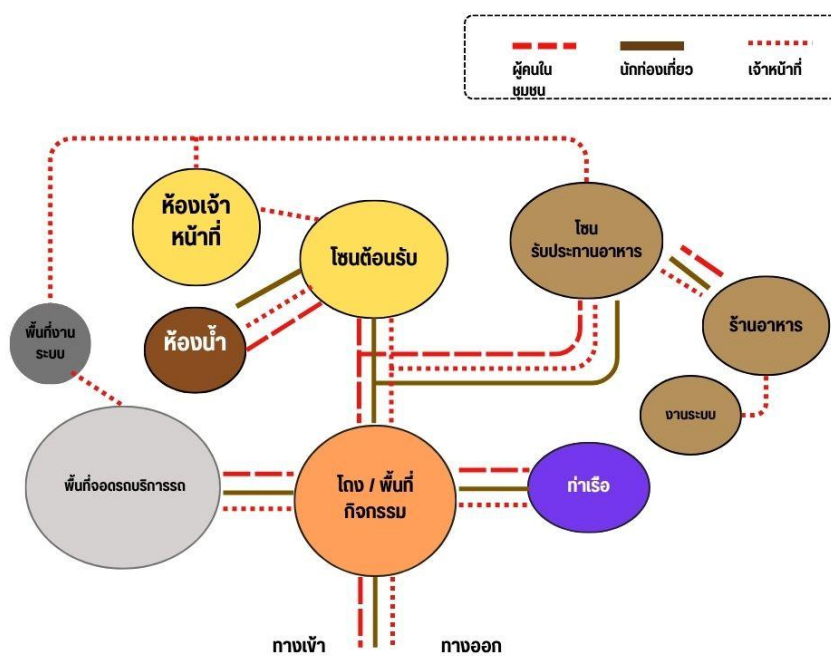 ผู้คนใน
ชุมชน
นักท่องเที่ยว
เจ้าหน้าที่
ห้องเจ้า
หน้าที่
โซนต้อนรับ
โซน
รับประทานอาหาร
พื้นที่งาน
ระบบ
ห้องน้ำ
ร้านอาหาร
งานระบบ
พื้นที่จอดรถบริการรถ
โถง / พื้นที่
กิจกรรม
ท่าเรือ
ทางเข้า
ทางออก